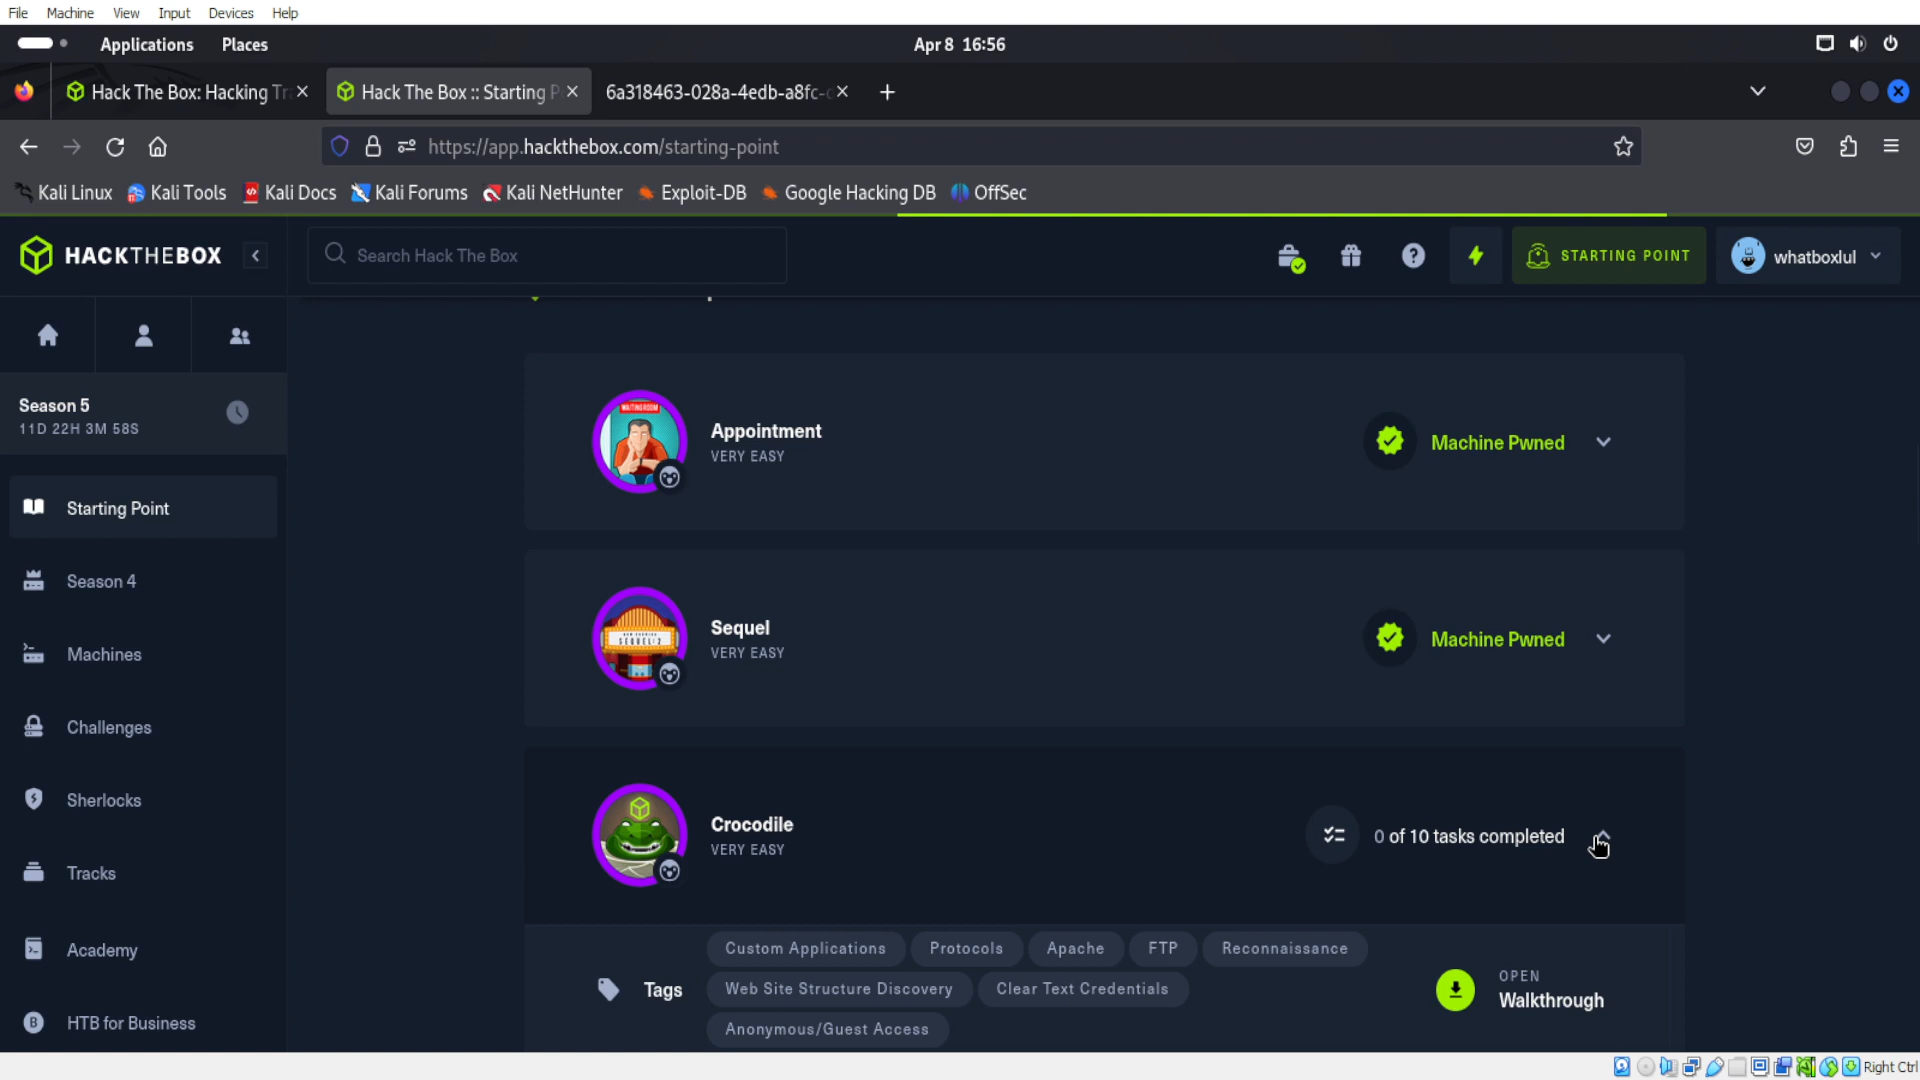 File Machine View Input Devices Help
Applications Places Apr 8 16:56
Hack The Box: Hacking Tr Hack The Box :: Starting P 6a318463-028a-4edb-a8fc-
https://app.hackthebox.com/starting-point
Kali Linux Kali Tools Kali Docs Kali Forums Kali NetHunter Exploit-DB Google Hacking DB OffSec
HACKTHEBOX Search Hack The Box STARTING POINT whatboxlul
Season 5
11D 22H 3M 58S
Starting Point
Season 4
Machines
Challenges
Sherlocks
Tracks
Academy
HTB for Business
WAITING ROOM
Appointment
VERY EASY
Machine Pwned
Sequel
VERY EASY
Machine Pwned
Crocodile
VERY EASY
0 of 10 tasks completed
Tags
Custom Applications Protocols Apache FTP Reconnaissance
Web Site Structure Discovery Clear Text Credentials
Anonymous/Guest Access
OPEN
Walkthrough
Right Ctrl